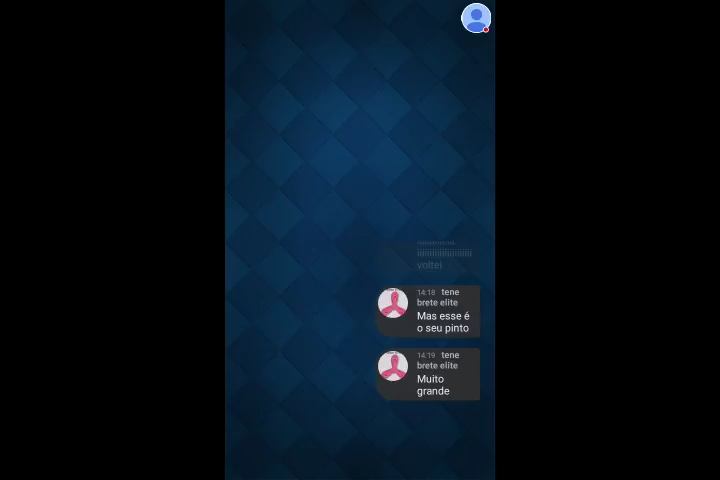 voltei
14:18 tene
brete elite
Mas esse é
o seu pinto
14:19 tene
brete elite
Muito
grande